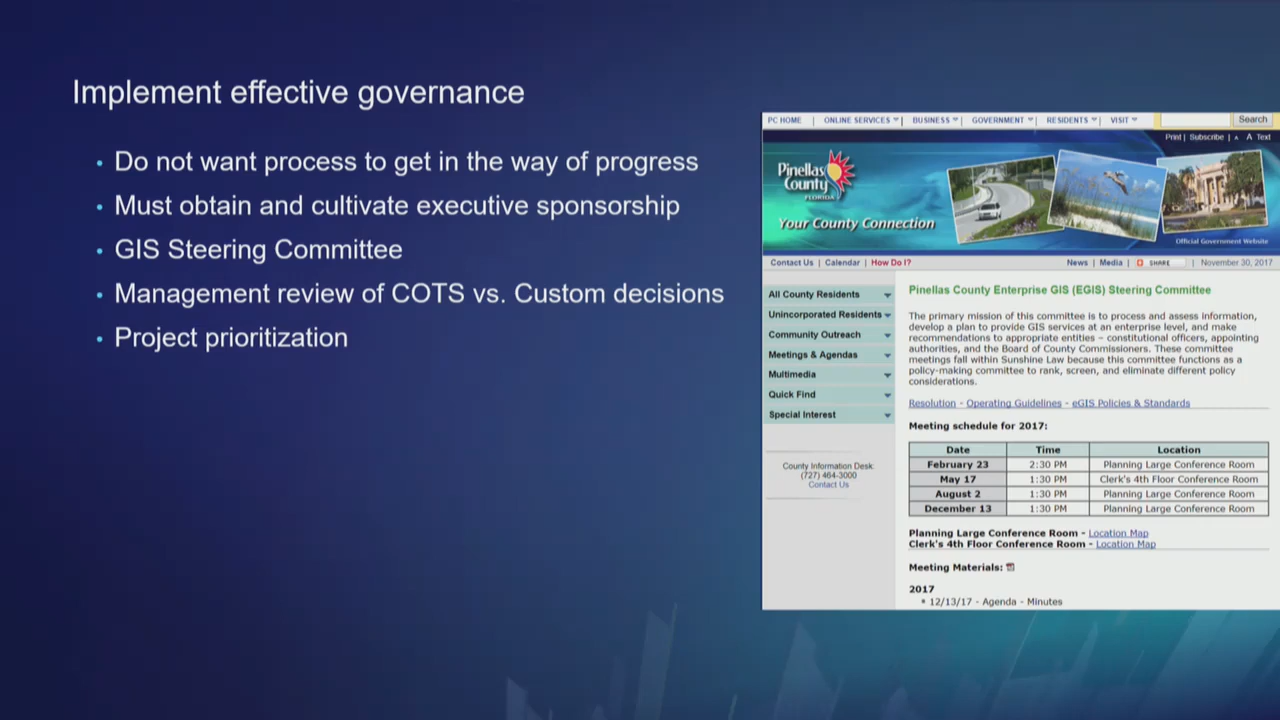 Implement effective governance
• Do not want process to get in the way of progress
• Must obtain and cultivate executive sponsorship
• GIS Steering Committee
• Management review of COTS vs. Custom decisions
• Project prioritization
PC HOME | ONLINE SERVICES | BUSINESS | GOVERNMENT | RESIDENTS | VISIT Search
Print | Subscribe | A A Text
Pinellas
County
FLORIDA
Your County Connection
Official Government Website
Contact Us | Calendar | How Do I? News | Media | SHARE | November 30, 2017
All County Residents
Unincorporated Residents
Community Outreach
Meetings & Agendas
Multimedia
Quick Find
Special Interest
County Information Desk:
(727) 464-3000
Contact Us
Pinellas County Enterprise GIS (EGIS) Steering Committee
The primary mission of this committee is to process and assess information,
develop a plan to provide GIS services at an enterprise level, and make
recommendations to appropriate entities – constitutional officers, appointing
authorities, and the Board of County Commissioners. These committee
meetings fall within Sunshine Law because this committee functions as a
policy-making committee to rank, screen, and eliminate different policy
considerations.
Resolution - Operating Guidelines - eGIS Policies & Standards
Meeting schedule for 2017:
Date Time Location
February 23 2:30 PM Planning Large Conference Room
May 17 1:30 PM Clerk's 4th Floor Conference Room
August 2 1:30 PM Planning Large Conference Room
December 13 1:30 PM Planning Large Conference Room
Planning Large Conference Room - Location Map
Clerk's 4th Floor Conference Room - Location Map
Meeting Materials:
2017
• 12/13/17 - Agenda - Minutes